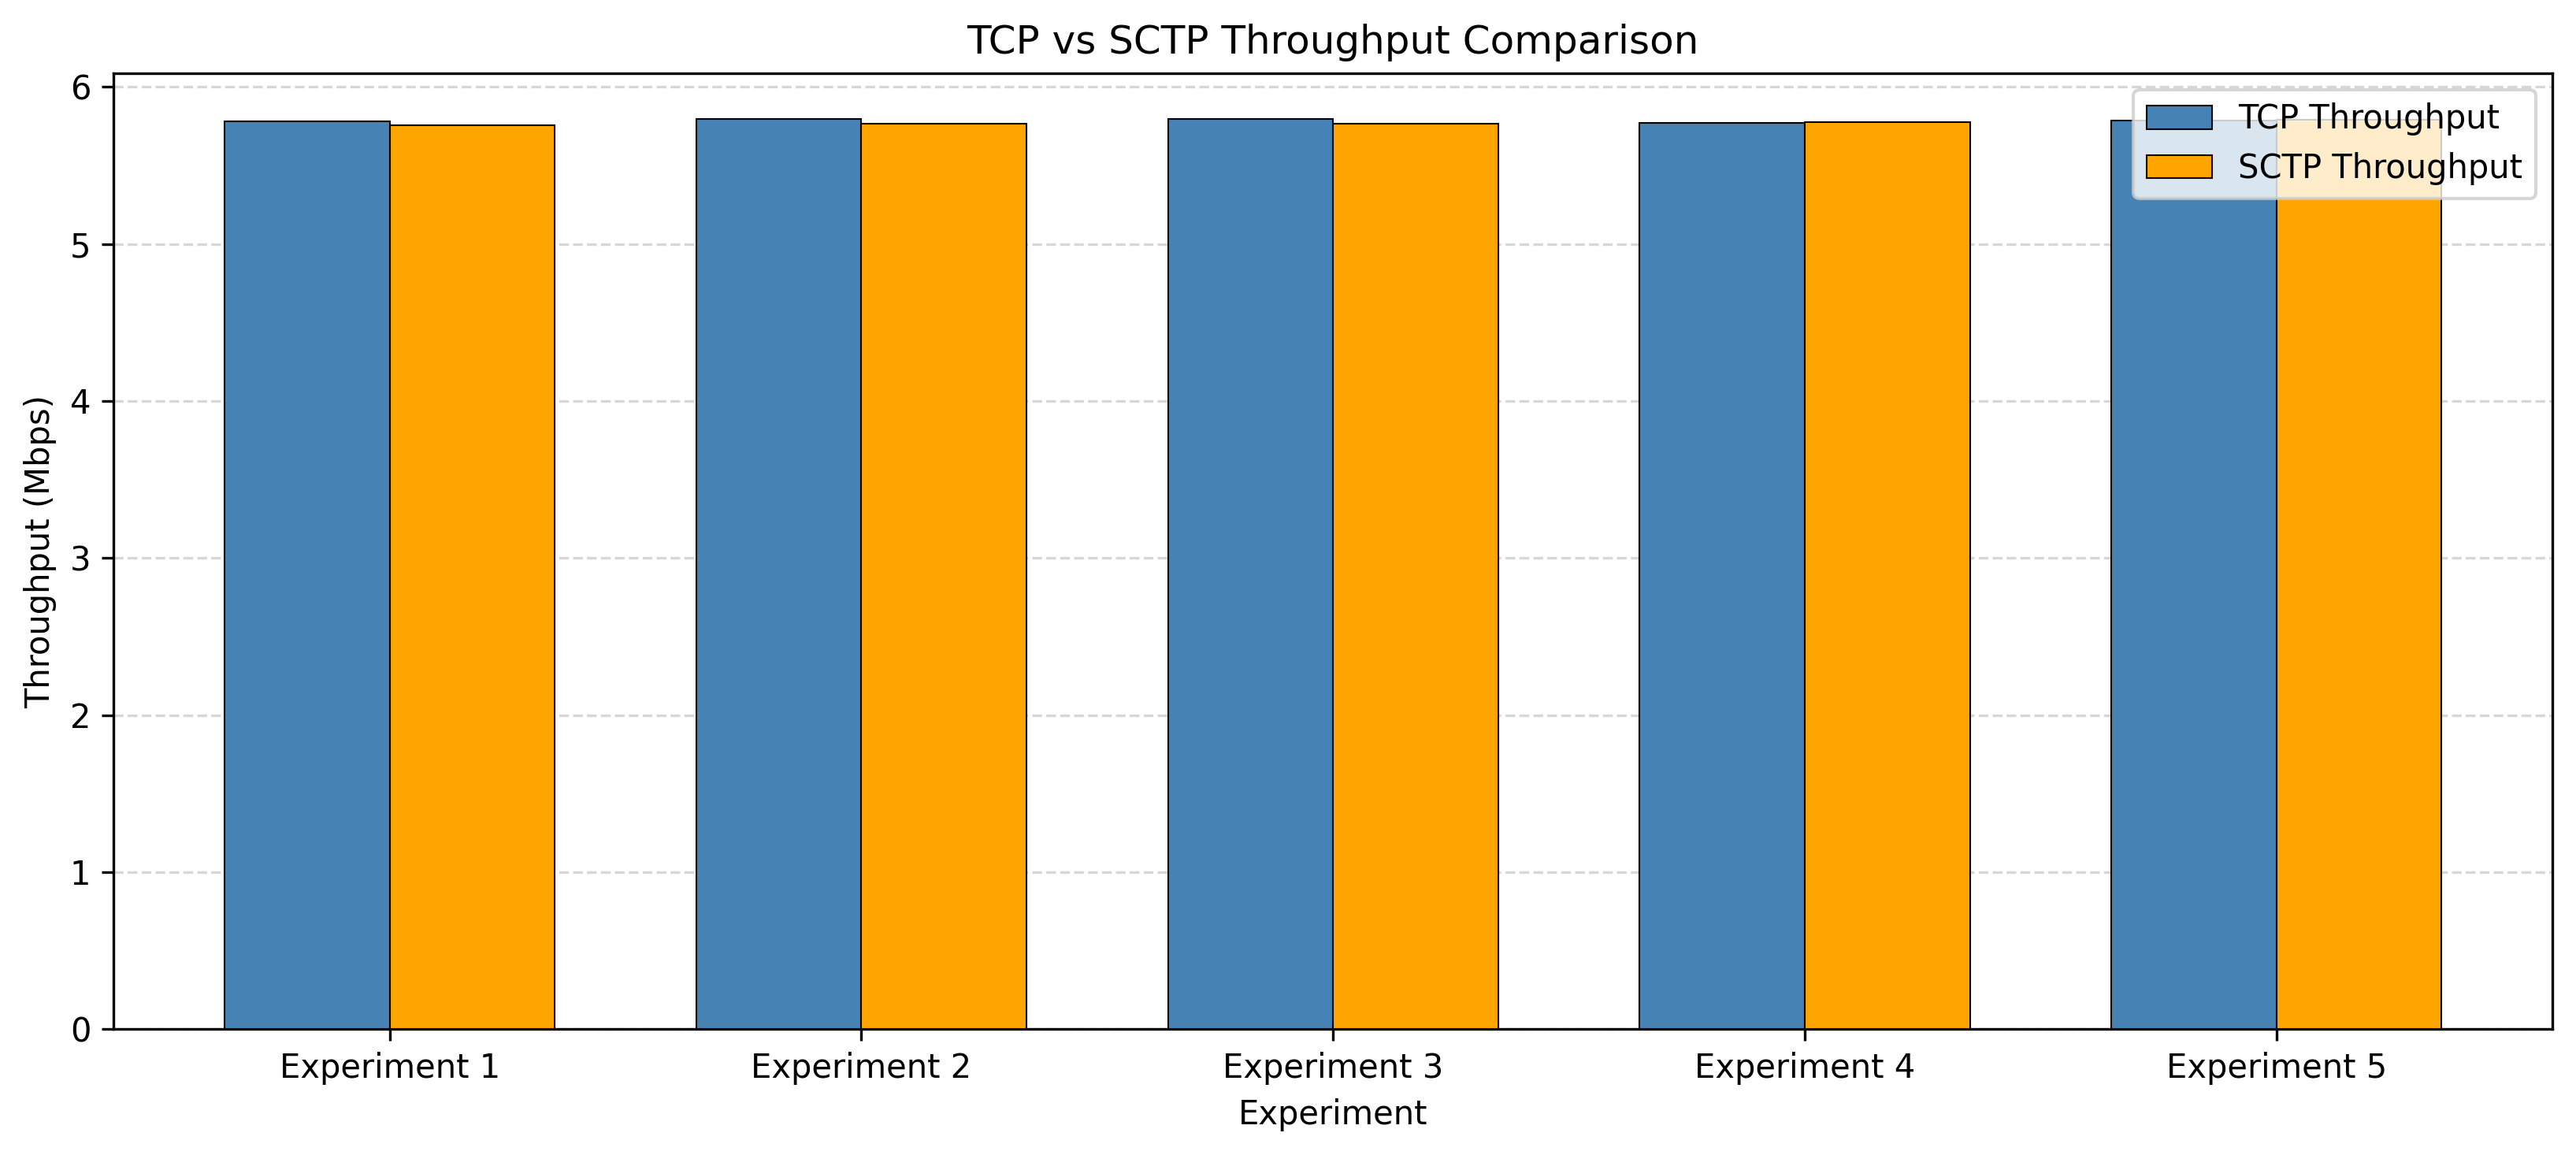 TCP vs SCTP Throughput Comparison
6
5
4
3
2
1
0
Throughput (Mbps)
TCP Throughput
SCTP Throughput
Experiment 1
Experiment 2
Experiment 3
Experiment 4
Experiment 5
Experiment